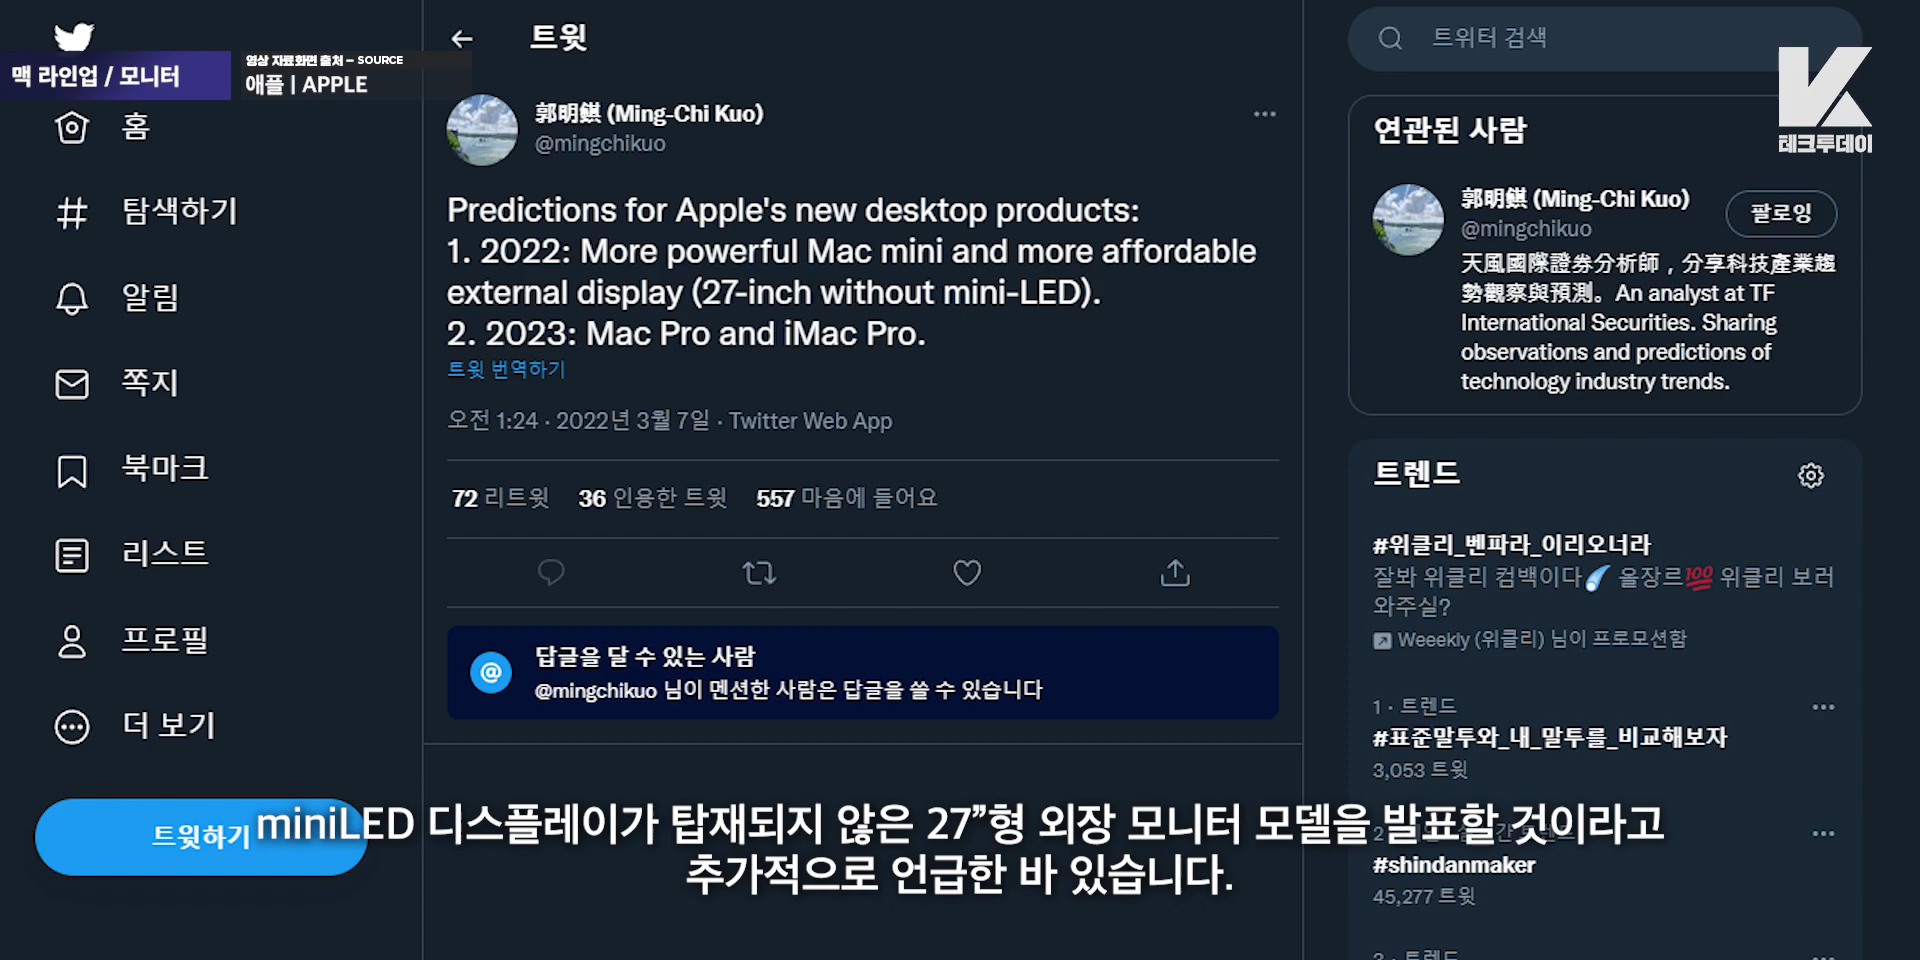 맥 라인업 / 모니터
영상 자료화면 출처 – SOURCE
애플 | APPLE
홈
탐색하기
알림
쪽지
북마크
리스트
프로필
더 보기
트윗하기
트윗
郭明錤 (Ming-Chi Kuo)
@mingchikuo
Predictions for Apple's new desktop products:
1. 2022: More powerful Mac mini and more affordable
external display (27-inch without mini-LED).
2. 2023: Mac Pro and iMac Pro.
트윗 번역하기
오전 1:24 · 2022년 3월 7일 · Twitter Web App
72 리트윗 36 인용한 트윗 557 마음에 들어요
답글을 달 수 있는 사람
@mingchikuo 님이 멘션한 사람은 답글을 쓸 수 있습니다
트위터 검색
테크투데이
연관된 사람
郭明錤 (Ming-Chi Kuo)
@mingchikuo
팔로잉
天風國際證券分析師，分享科技產業趨
勢觀察與預測。An analyst at TF
International Securities. Sharing
observations and predictions of
technology industry trends.
트렌드
#위클리_벤파라_이리오너라
잘봐 위클리 컴백이다 올장르💯 위클리 보러
와주실?
Weeekly (위클리) 님이 프로모션함
1 · 트렌드
#표준말투와_내_말투를_비교해보자
3,053 트윗
#shindanmaker
45,277 트윗
3 · 트렌드
miniLED 디스플레이가 탑재되지 않은 27”형 외장 모니터 모델을 발표할 것이라고
추가적으로 언급한 바 있습니다.